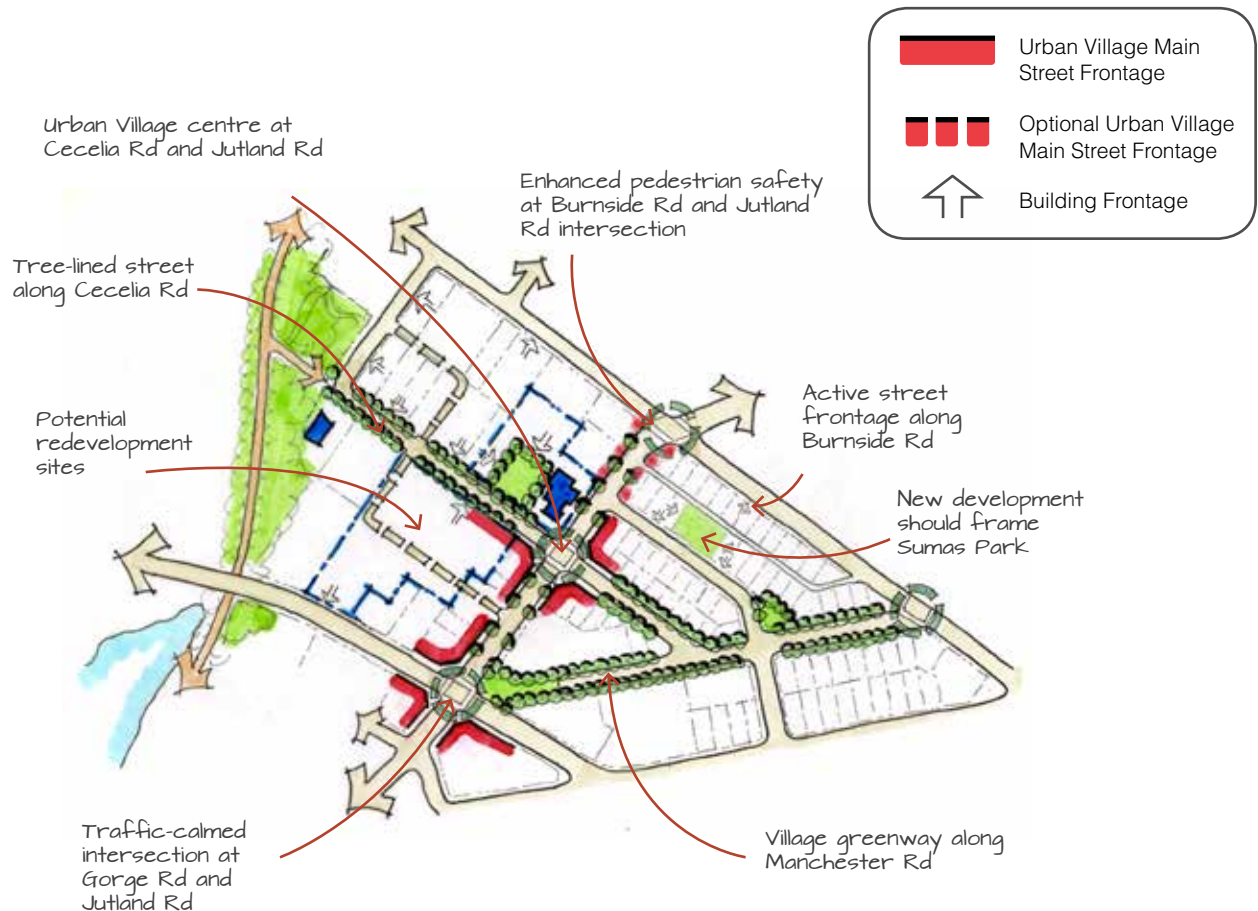 Urban Village Main
Street Frontage
Optional Urban Village
Main Street Frontage
Building Frontage
Urban Village centre at
Cecelia Rd and Jutland Rd
Enhanced pedestrian safety
at Burnside Rd and Jutland
Rd intersection
Tree-lined street
along Cecelia Rd
Potential
redevelopment
sites
Active street
frontage along
Burnside Rd
New development
should frame
Sumas Park
Traffic-calmed
intersection at
Gorge Rd and
Jutland Rd
Village greenway along
Manchester Rd